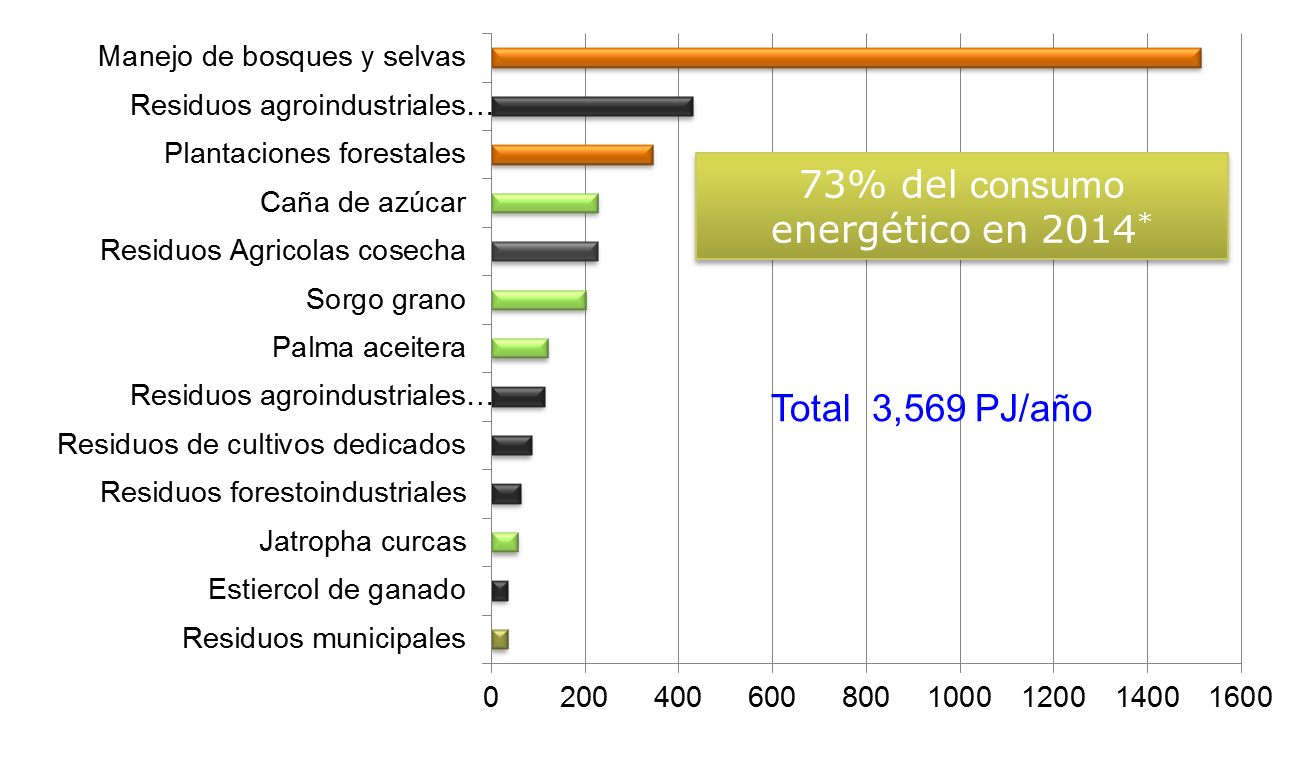 Manejo de bosques y selvas
Residuos agroindustriales…
Plantaciones forestales
Caña de azúcar
Residuos Agricolas cosecha
Sorgo grano
Palma aceitera
Residuos agroindustriales…
Residuos de cultivos dedicados
Residuos forestoindustriales
Jatropha curcas
Estiercol de ganado
Residuos municipales
73% del consumo
energético en 2014*
Total 3,569 PJ/año
0 200 400 600 800 1000 1200 1400 1600